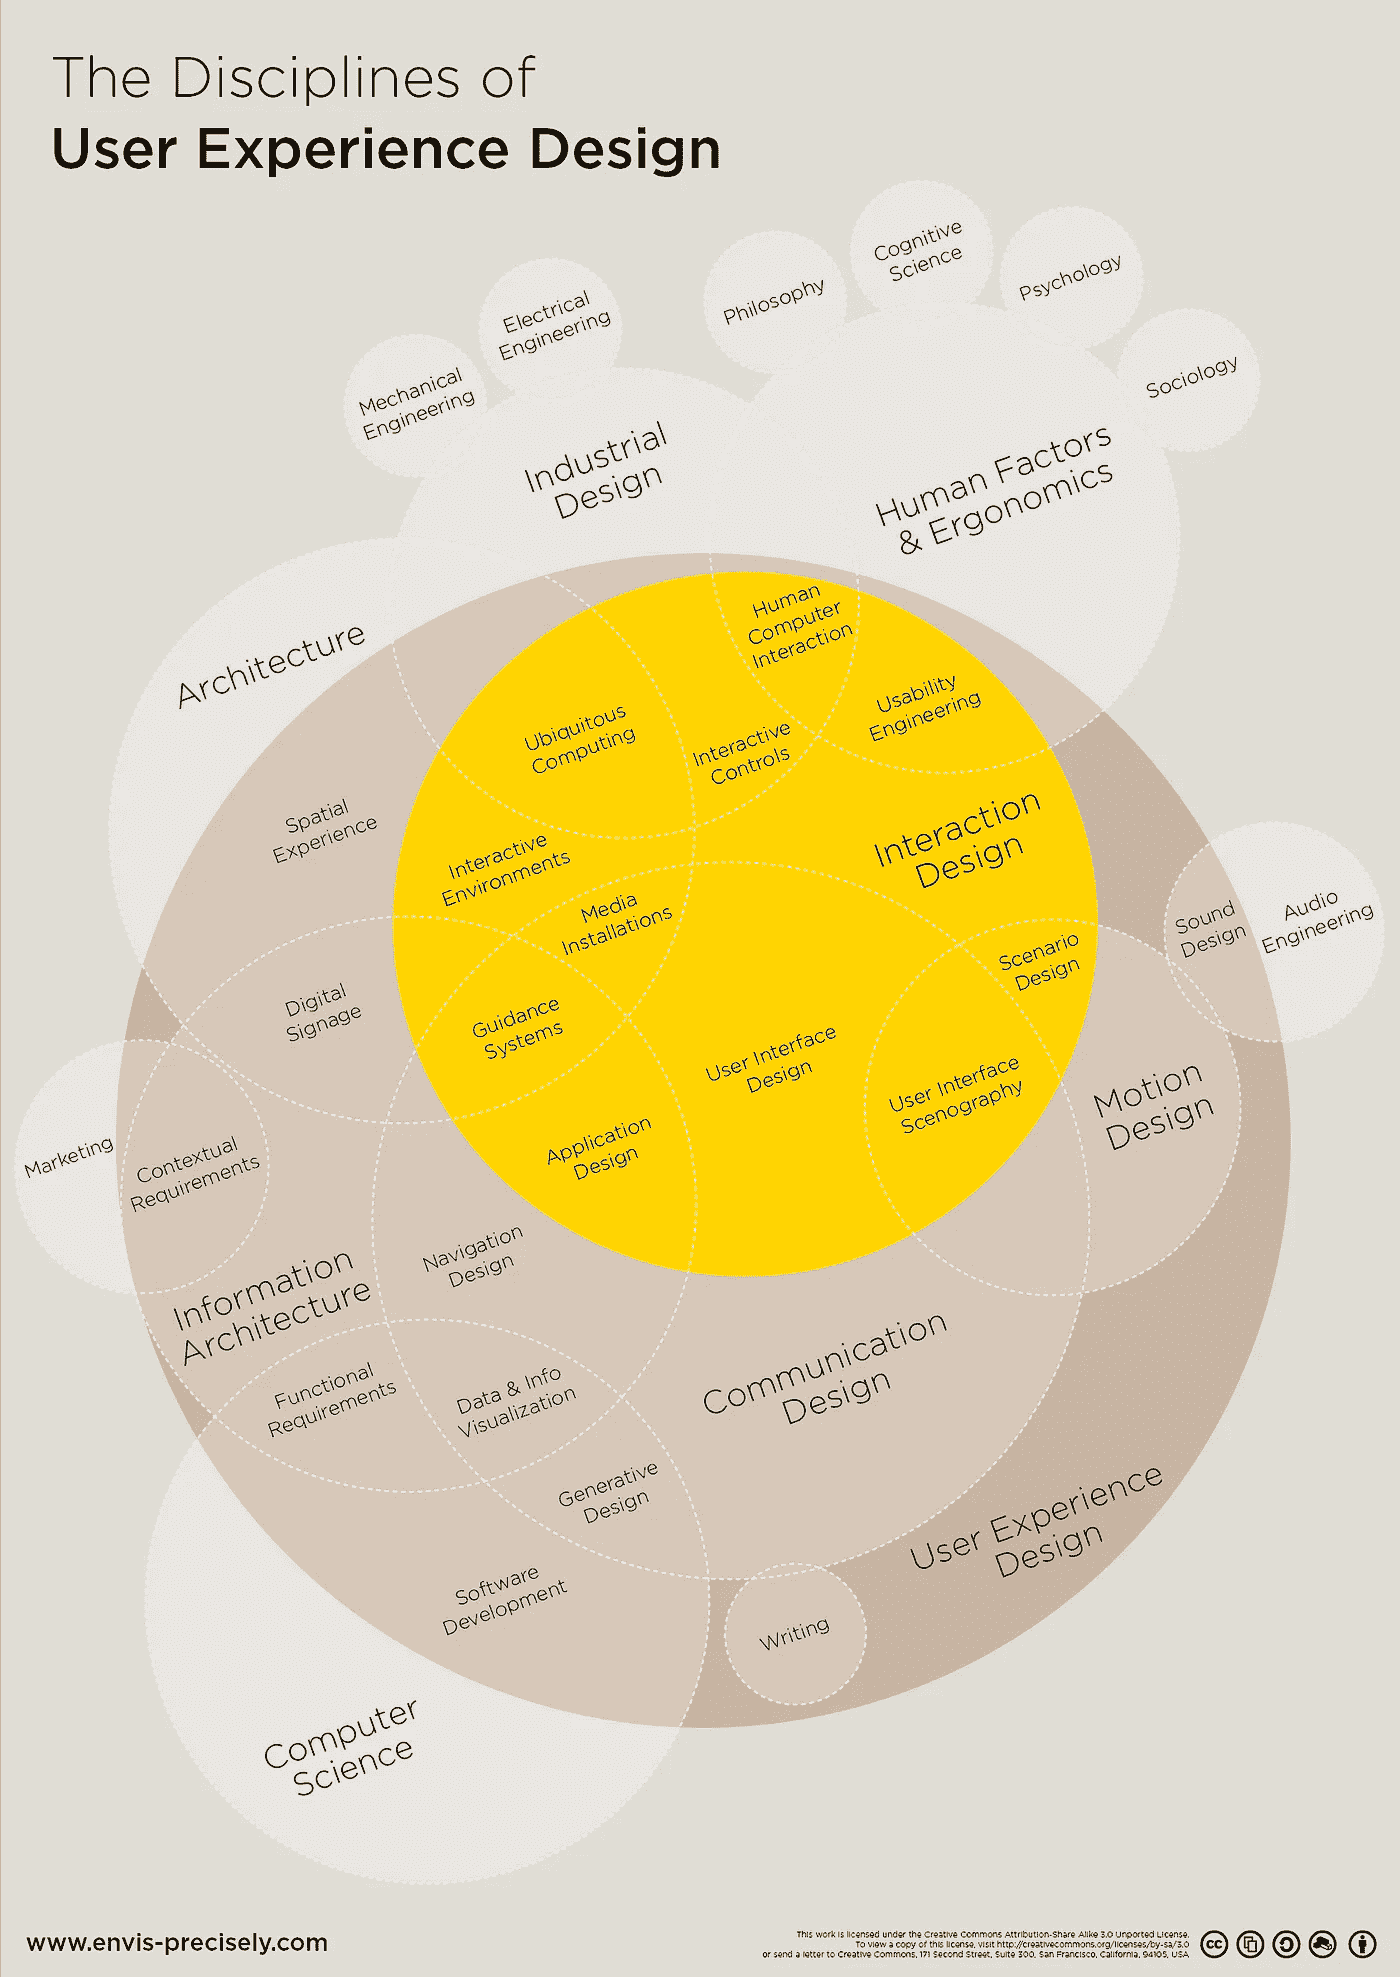 The Disciplines of
User Experience Design
Cognitive
Science
Philosophy
Psychology
Electrical
Engineering
Mechanical
Engineering
Sociology
Industrial
Design
Human Factors
& Ergonomics
Architecture
Human
Computer
Interaction
Usability
Engineering
Ubiquitous
Computing
Interactive
Controls
Spatial
Experience
Interaction
Design
Interactive
Environments
Media
Installations
Sound
Design
Audio
Engineering
Scenario
Design
Digital
Signage
Guidance
Systems
User Interface
Design
User Interface
Scenography
Motion
Design
Marketing
Contextual
Requirements
Application
Design
Navigation
Design
Information
Architecture
Functional
Requirements
Data & Info
Visualization
Communication
Design
Generative
Design
User Experience
Design
Software
Development
Writing
Computer
Science
www.envis-precisely.com
This work is licensed under the Creative Commons Attribution-Share Alike 3.0 Unported License.
To view a copy of this license, visit http://creativecommons.org/licenses/by-sa/3.0
or send a letter to Creative Commons, 171 Second Street, Suite 300, San Francisco, California, 94105, USA
cc